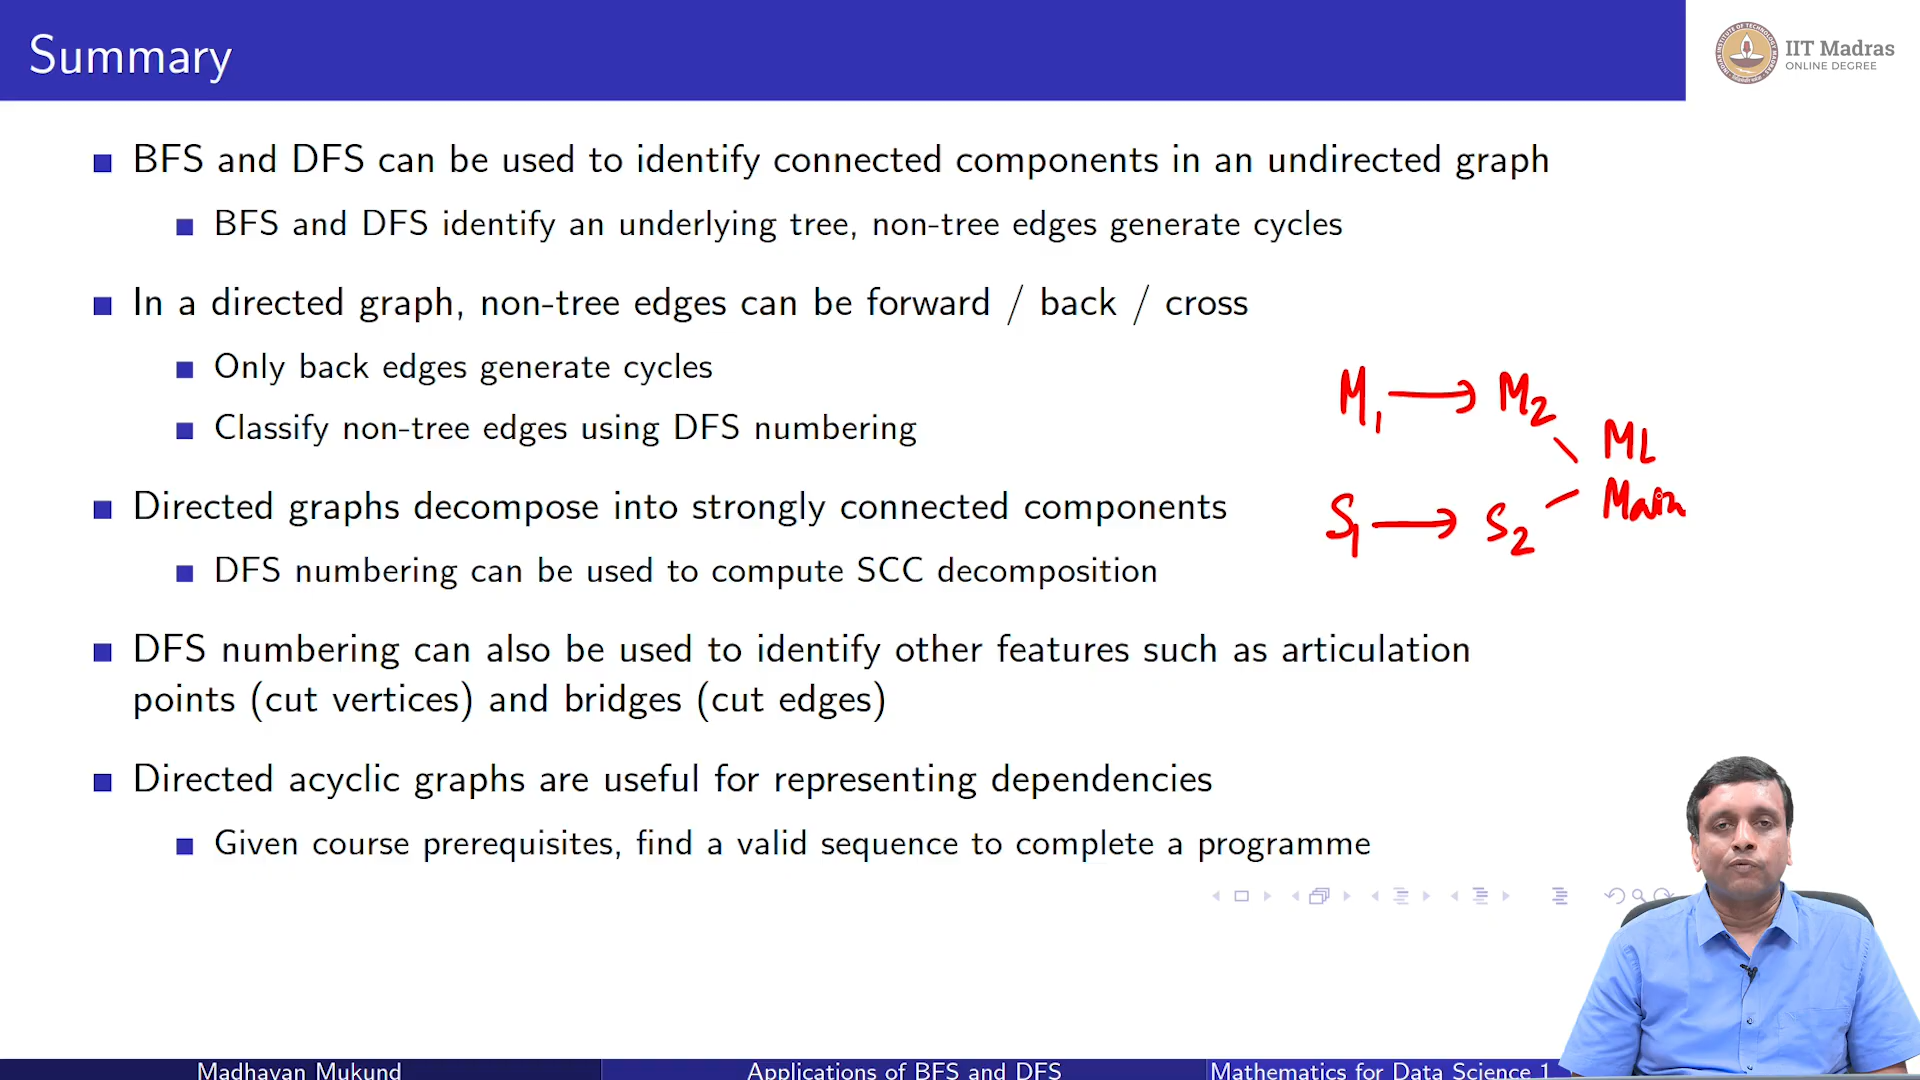 Summary
IIT Madras
ONLINE DEGREE
BFS and DFS can be used to identify connected components in an undirected graph
BFS and DFS identify an underlying tree, non-tree edges generate cycles
In a directed graph, non-tree edges can be forward / back / cross
Only back edges generate cycles
Classify non-tree edges using DFS numbering
Directed graphs decompose into strongly connected components
DFS numbering can be used to compute SCC decomposition
DFS numbering can also be used to identify other features such as articulation
points (cut vertices) and bridges (cut edges)
Directed acyclic graphs are useful for representing dependencies
Given course prerequisites, find a valid sequence to complete a programme
M1 → M2
ML
S1 → S2
Madhavan Mukund
Applications of BFS and DFS
Mathematics for Data Science 1